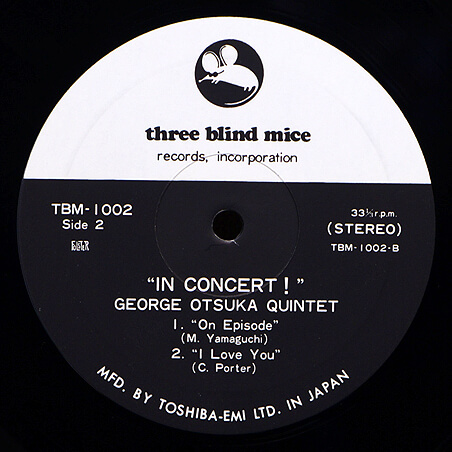 three blind mice
records, incorporation
TBM-1002
Side 2
33⅓ r.p.m.
(STEREO)
TBM-1002-B
"IN CONCERT!"
GEORGE OTSUKA QUINTET
1. "On Episode"
(M. Yamaguchi)
2. "I Love You"
(C. Porter)
MFD. BY TOSHIBA-EMI LTD. IN JAPAN